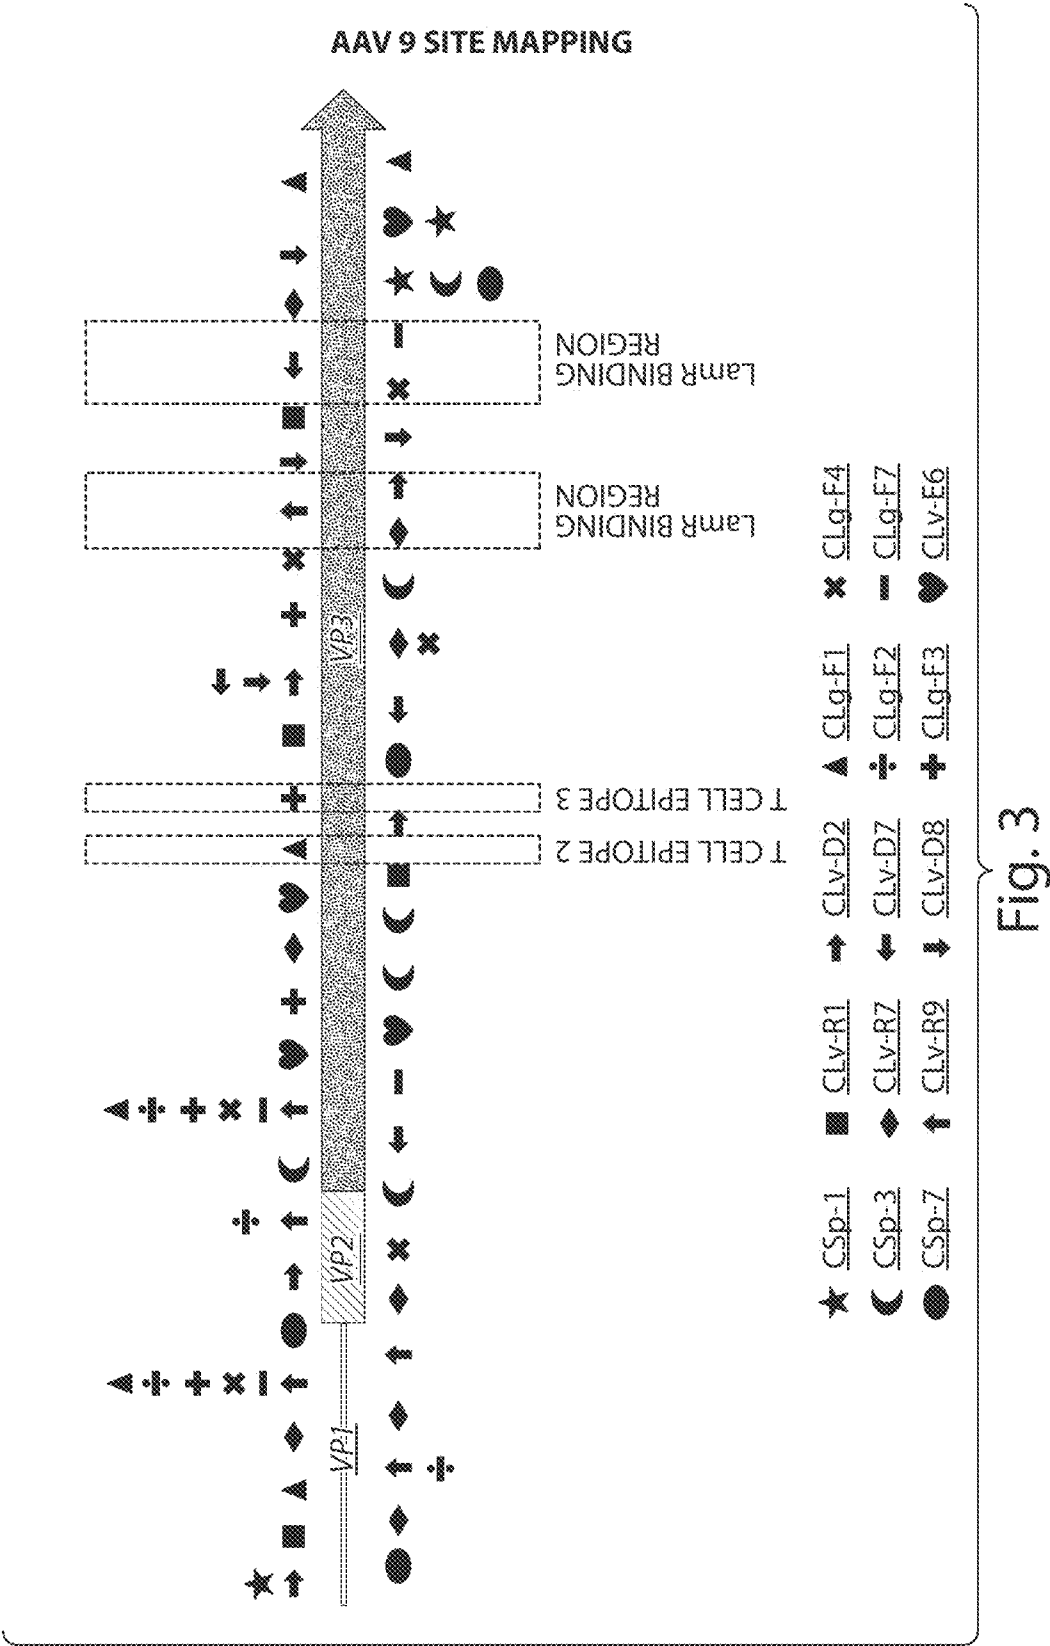 AAV 9 SITE MAPPING
VP1
VP2
VP3
T CELL EPITOPE 2
T CELL EPITOPE 3
LamR BINDING
REGION
LamR BINDING
REGION
CSp-1
CLv-R1
CLv-D2
CLg-F1
CLg-F4
CSp-3
CLv-R7
CLv-D7
CLg-F2
CLg-F7
CSp-7
CLv-R9
CLv-D8
CLg-F3
CLv-E6
Fig. 3